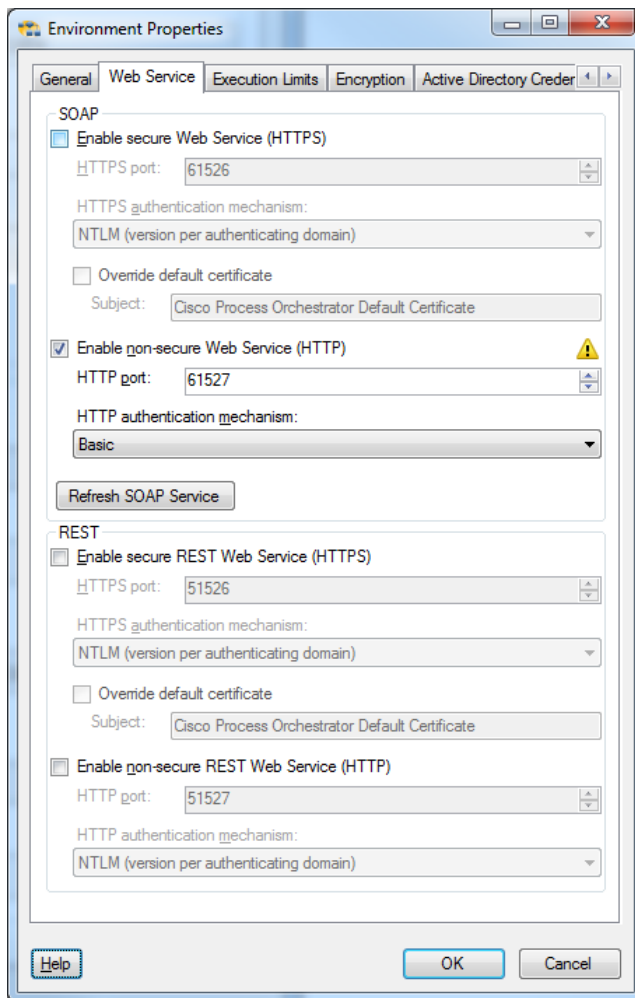 Environment Properties
General Web Service Execution Limits Encryption Active Directory Creder
SOAP
Enable secure Web Service (HTTPS)
HTTPS port: 61526
HTTPS authentication mechanism:
NTLM (version per authenticating domain)
Override default certificate
Subject: Cisco Process Orchestrator Default Certificate
Enable non-secure Web Service (HTTP)
HTTP port: 61527
HTTP authentication mechanism:
Basic
Refresh SOAP Service
REST
Enable secure REST Web Service (HTTPS)
HTTPS port: 51526
HTTPS authentication mechanism:
NTLM (version per authenticating domain)
Override default certificate
Subject: Cisco Process Orchestrator Default Certificate
Enable non-secure REST Web Service (HTTP)
HTTP port: 51527
HTTP authentication mechanism:
NTLM (version per authenticating domain)
Help OK Cancel